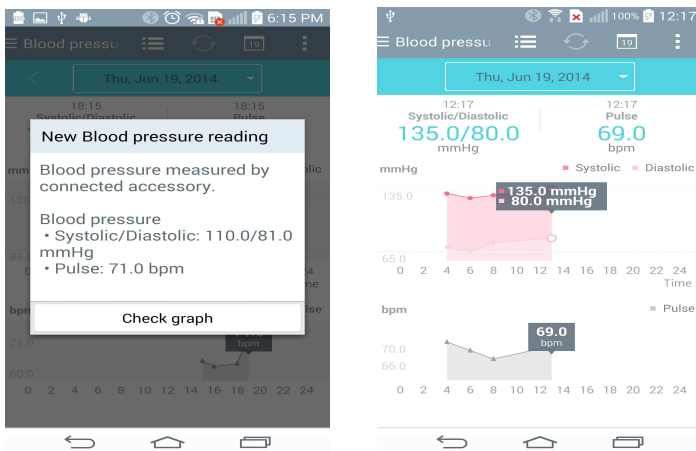 6:15 PM
Blood pressu
19
Thu, Jun 19, 2014
18:15
18:15
Systolic/Diastolic
Pulse
New Blood pressure reading
Blood pressure measured by
connected accessory.
Blood pressure
• Systolic/Diastolic: 110.0/81.0
mmHg
• Pulse: 71.0 bpm
Check graph
bpm
71.0
60.0
0 2 4 6 8 10 12 14 16 18 20 22 24
100% 12:17
Blood pressu
19
Thu, Jun 19, 2014
12:17
12:17
Systolic/Diastolic
Pulse
135.0/80.0
69.0
mmHg
bpm
mmHg
Systolic Diastolic
135.0
135.0 mmHg
80.0 mmHg
65.0
0 2 4 6 8 10 12 14 16 18 20 22 24
Time
bpm
Pulse
69.0
bpm
70.0
66.0
0 2 4 6 8 10 12 14 16 18 20 22 24